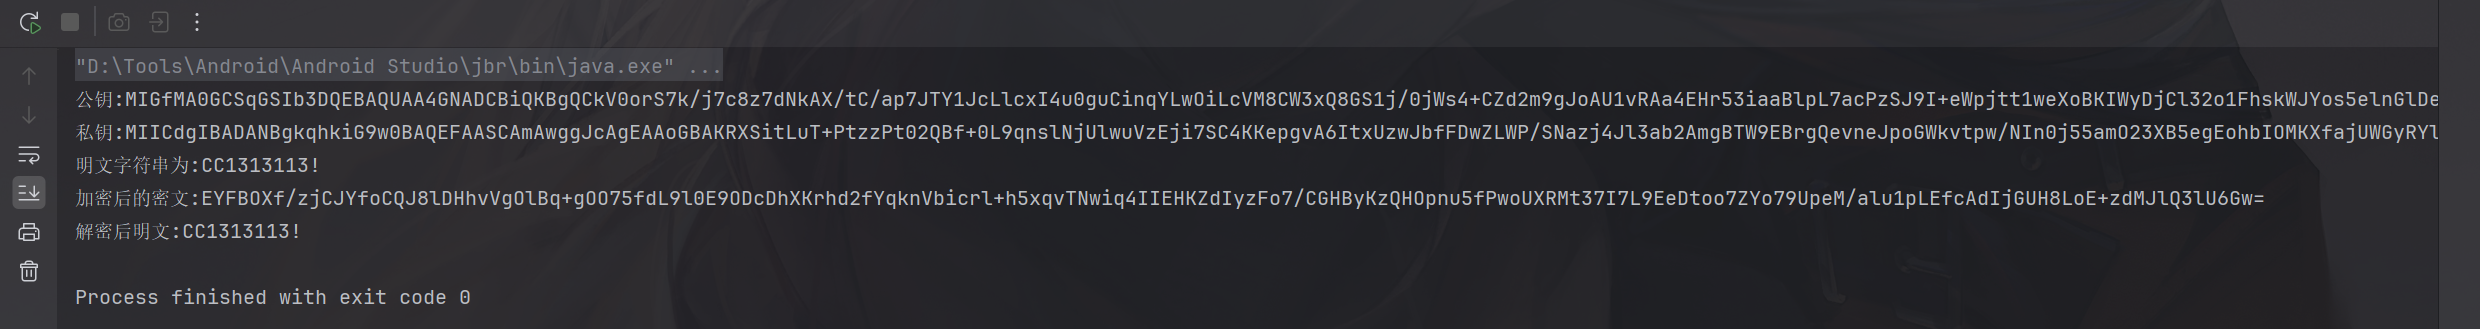 "D:\Tools\Android\Android Studio\jbr\bin\java.exe" ...
公钥:MIGfMA0GCSqGSIb3DQEBAQUAA4GNADCBiQKBgQCkV0orS7k/j7c8z7dNkAX/tC/ap7JTY1JcLlcxI4u0guCinqYLwOiLcVM8CW3xQ8GS1j/0jWs4+CZd2m9gJoAU1vRAa4EHr53iaaBlpL7acPzSJ9I+eWpjtt1weXoBKIWyDjCl32o1FhskWJYos5elnGlDe
私钥:MIICdgIBADANBgkqhkiG9w0BAQEFAASCAmAwggJcAgEAAoGBAKRXSitLuT+PtzzPt02QBf+0L9qnslNjUlwuVzEji7SC4KKepgvA6ItxUzwJbfFDwZLWP/SNazj4Jl3ab2AmgBTW9EBrgQevneJpoGWkvtpw/NIn0j55amO23XB5egEohbIOMKXfajUWGyRYl
明文字符串为:CC1313113!
加密后的密文:EYFBOXf/zjCJYfoCQJ8lDHhvVgOlBq+gOO75fdL9l0E9ODcDhXKrhd2fYqknVbicrl+h5xqvTNwiq4IIEHKZdIyzFo7/CGHByKzQHOpnu5fPwoUXRMt37I7L9EeDtoo7ZYo79UpeM/alu1pLEfcAdIjGUH8LoE+zdMJlQ3lU6Gw=
解密后明文:CC1313113!
Process finished with exit code 0